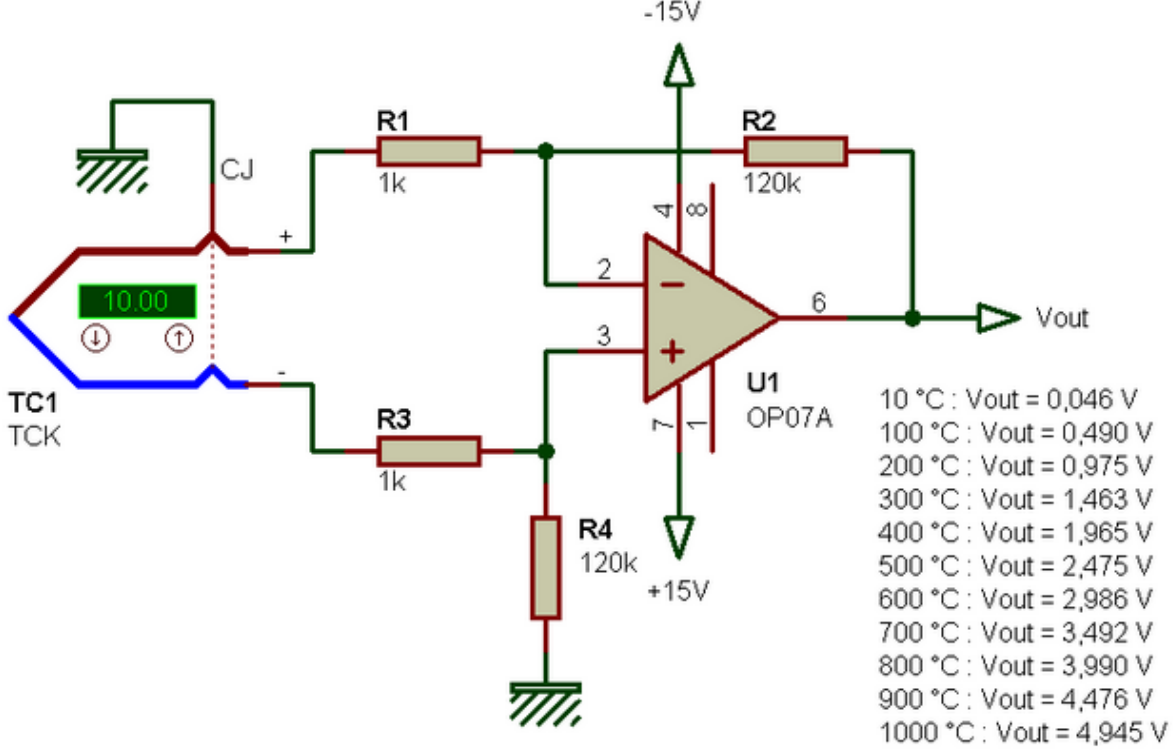 -15V
R1
R2
CJ
1k
120k
+
4
8
10.00
2
3
6
Vout
-
TC1
TCK
U1
OP07A
7
1
R3
1k
R4
120k
+15V
10 °C : Vout = 0,046 V
100 °C : Vout = 0,490 V
200 °C : Vout = 0,975 V
300 °C : Vout = 1,463 V
400 °C : Vout = 1,965 V
500 °C : Vout = 2,475 V
600 °C : Vout = 2,986 V
700 °C : Vout = 3,492 V
800 °C : Vout = 3,990 V
900 °C : Vout = 4,476 V
1000 °C : Vout = 4,945 V